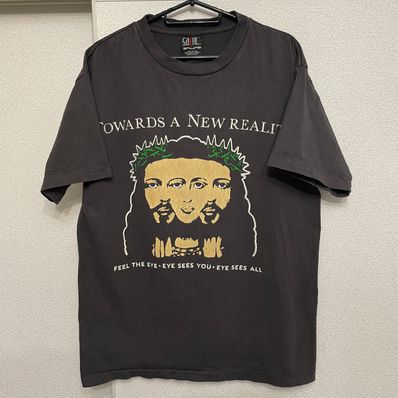 TOWARDS A NEW REALIT
FEEL THE EYE • EYE SEES YOU • EYE SEES ALL